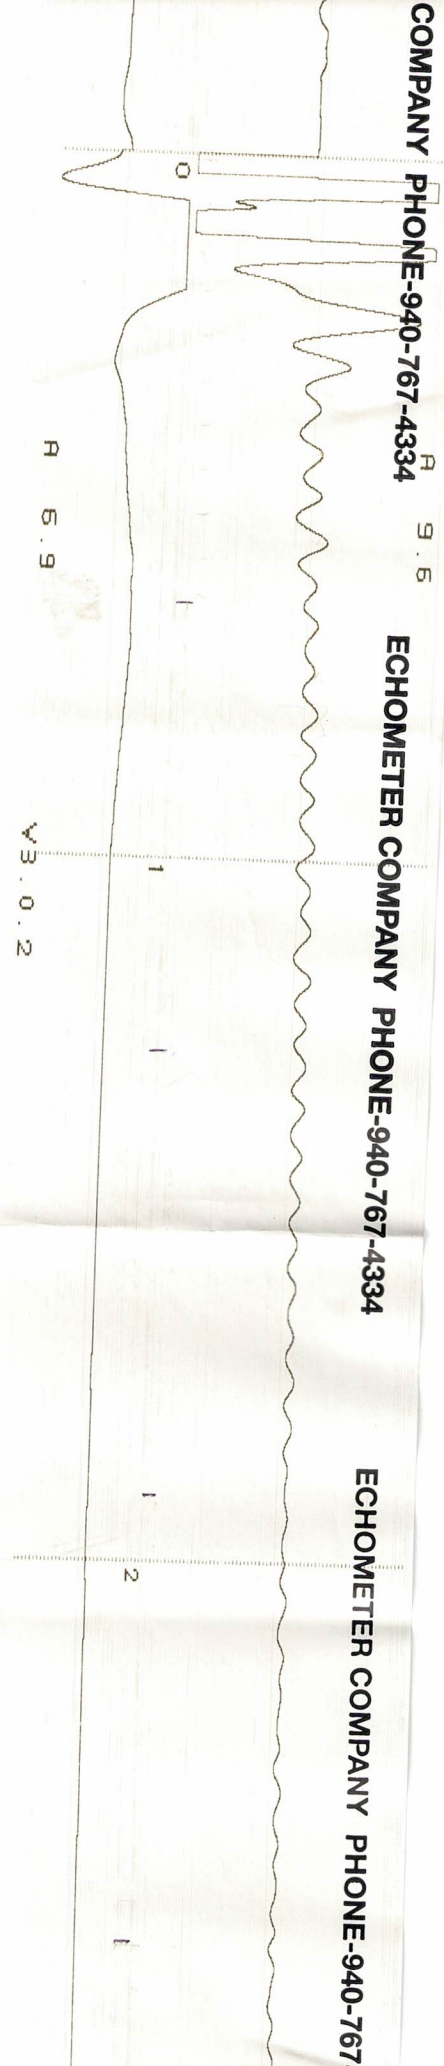 COMPANY PHONE-940-767-4334
ECHOMETER COMPANY PHONE-940-767-4334
ECHOMETER COMPANY PHONE-940-767
A 9.6
0
1
2
A 6.9
V3.0.2